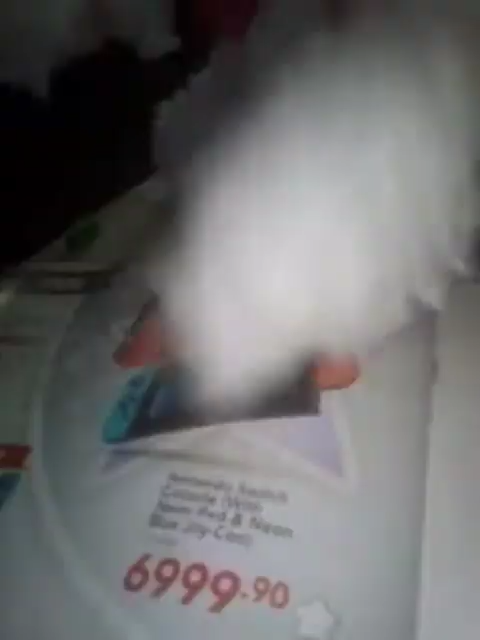 Nintendo Switch
Console (With
Neon Red & Neon
Blue Joy-Con)
6999.90